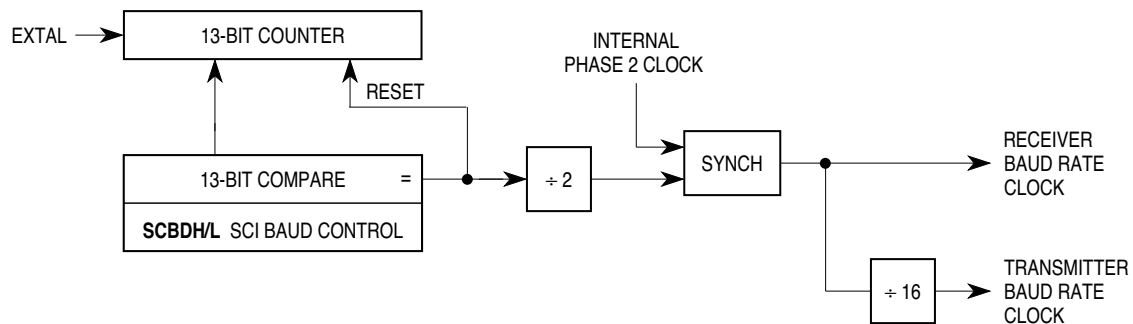 EXTAL
13-BIT COUNTER
INTERNAL
PHASE 2 CLOCK
RESET
13-BIT COMPARE =
SCBDH/L SCI BAUD CONTROL
÷ 2
SYNCH
RECEIVER
BAUD RATE
CLOCK
÷ 16
TRANSMITTER
BAUD RATE
CLOCK